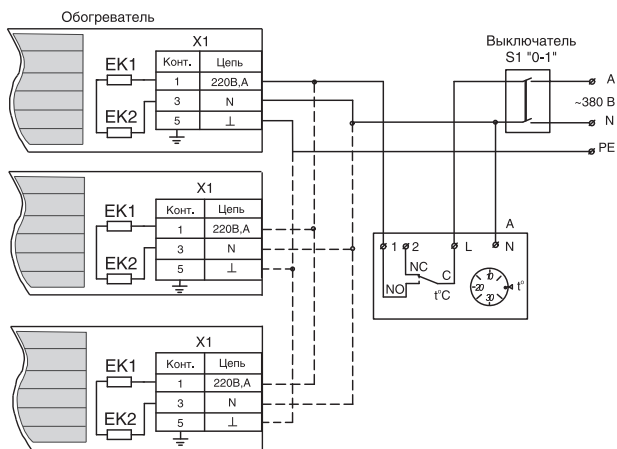 Обогреватель
X1
Конт. Цепь
EK1
1 220В,А
3 N
EK2
5 ⊥
Выключатель
S1 "0-1"
A
~380 В
N
PE
X1
Конт. Цепь
EK1
1 220В,А
3 N
EK2
5 ⊥
A
1 2 L N
NC
C
NO
t°C
10
20
30
t°
X1
Конт. Цепь
EK1
1 220В,А
3 N
EK2
5 ⊥